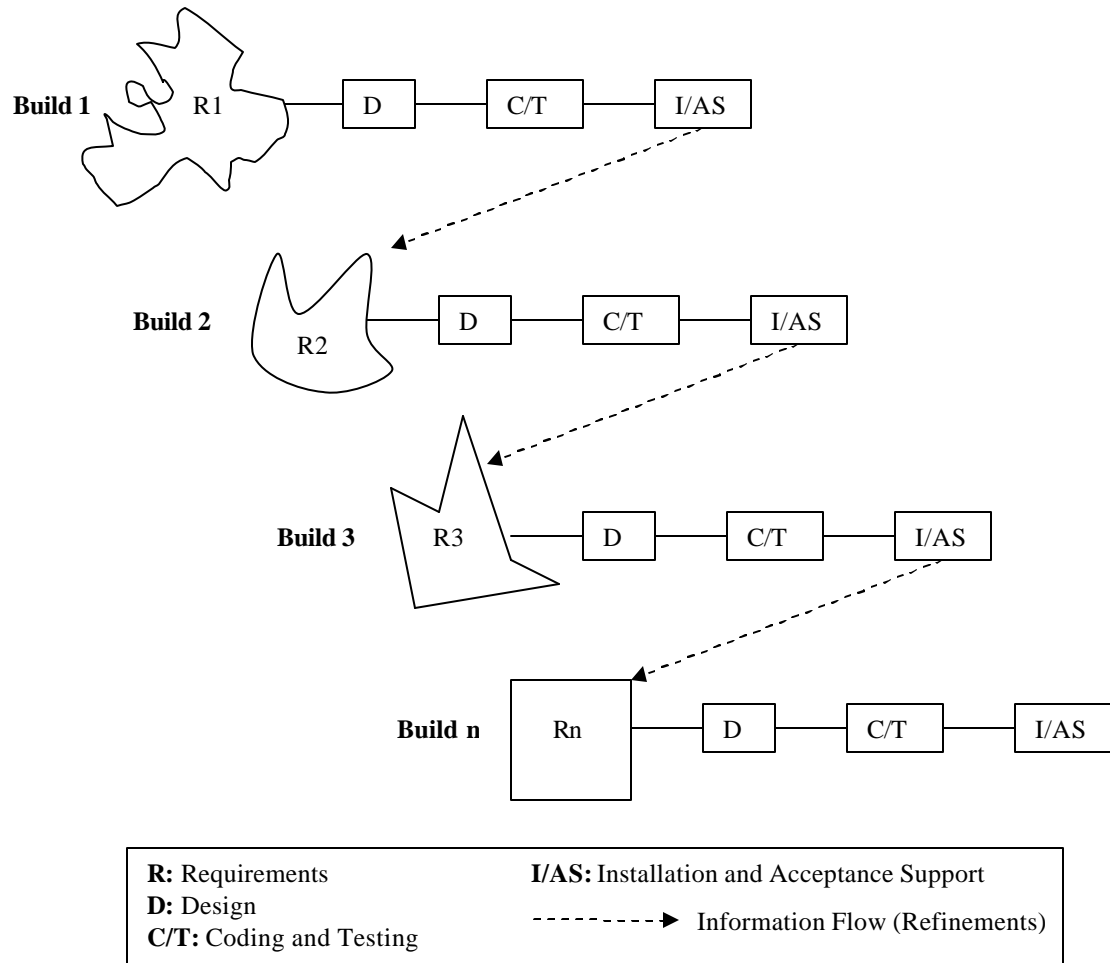 Build 1 R1 D C/T I/AS
Build 2 R2 D C/T I/AS
Build 3 R3 D C/T I/AS
Build n Rn D C/T I/AS
R: Requirements
D: Design
C/T: Coding and Testing
I/AS: Installation and Acceptance Support
Information Flow (Refinements)